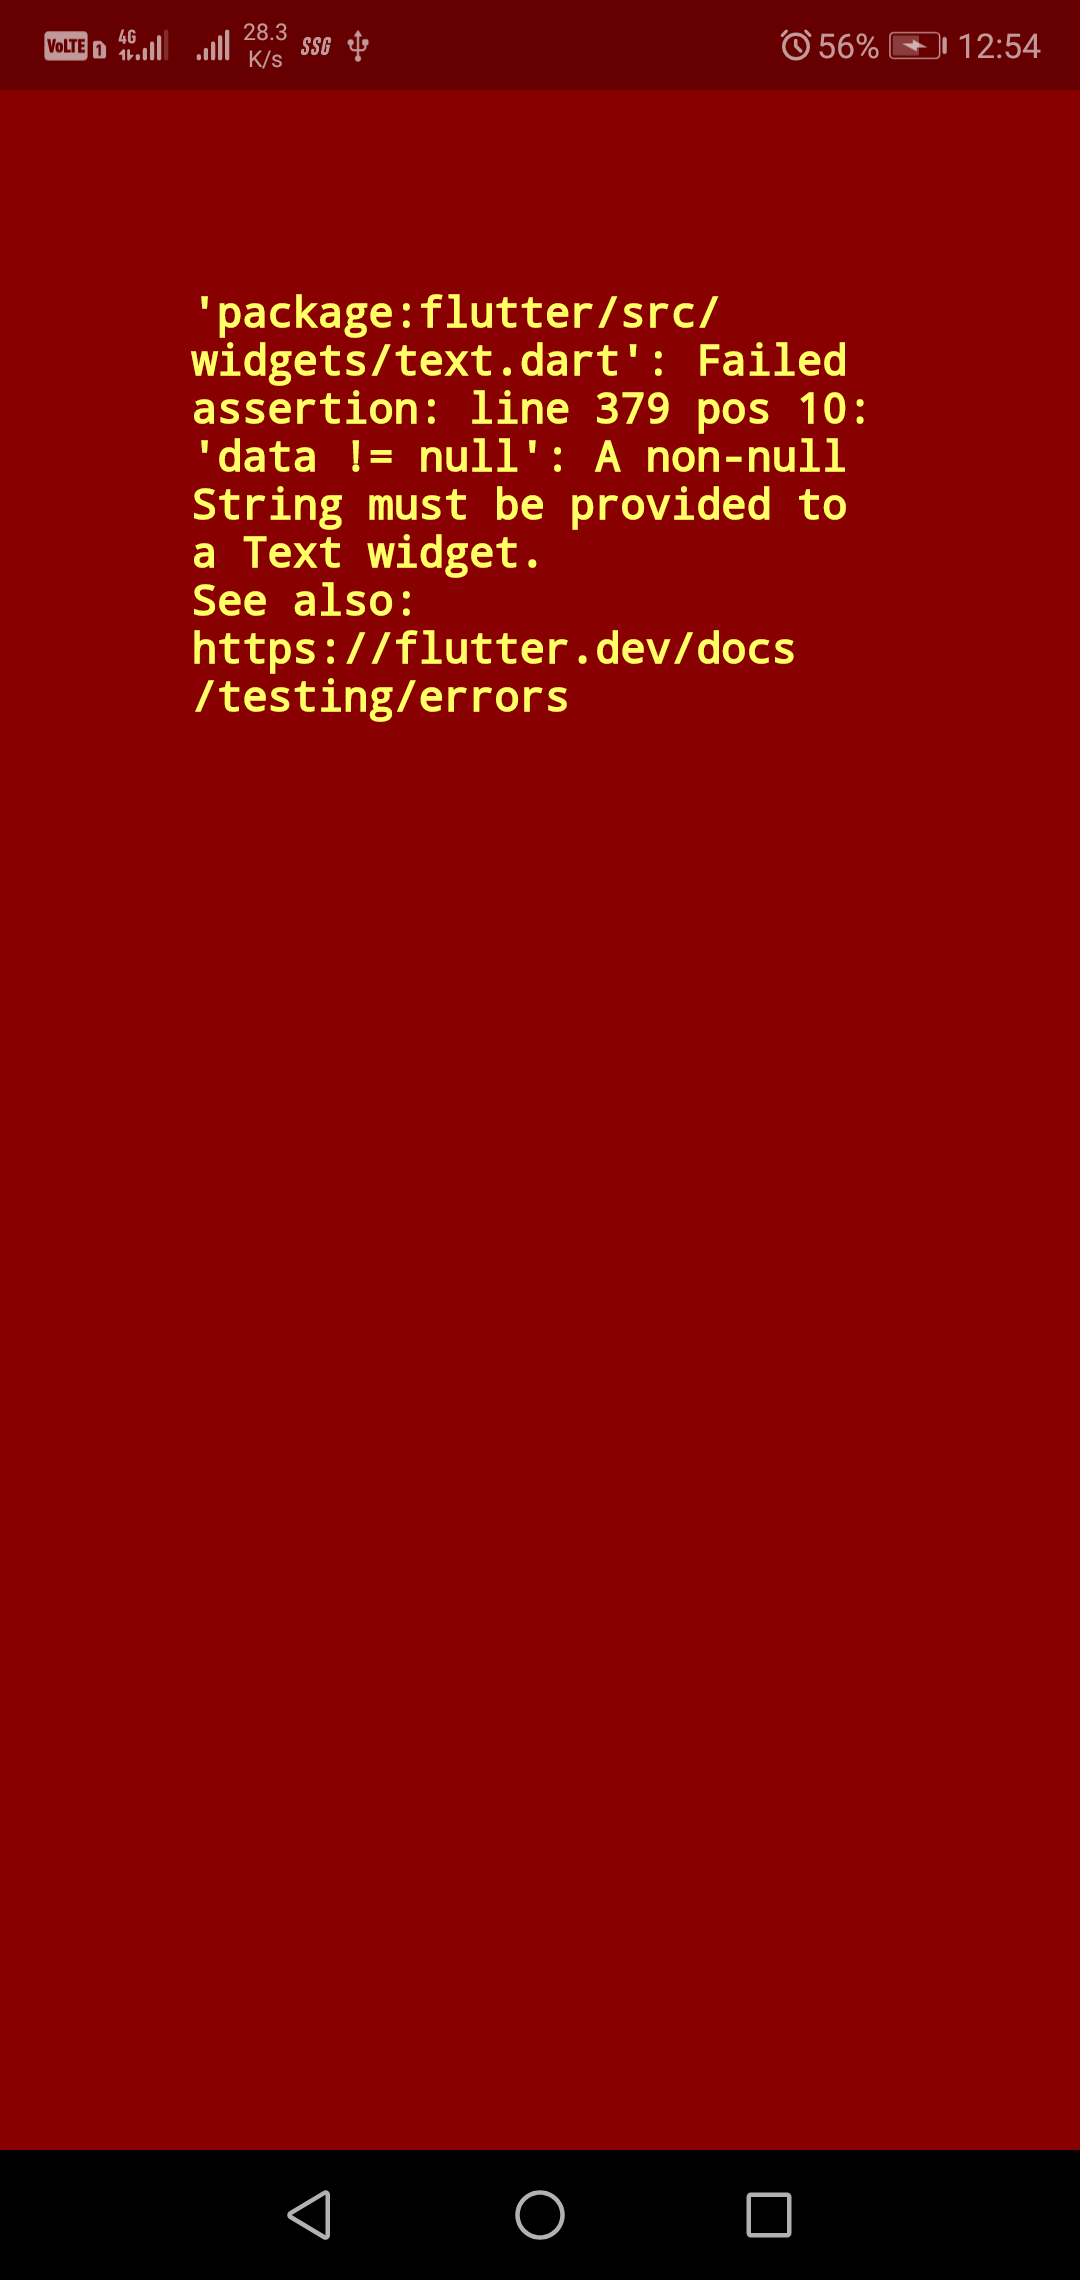 VoLTE 1 4G 28.3 K/s SSG 56% 12:54
'package:flutter/src/
widgets/text.dart': Failed
assertion: line 379 pos 10:
'data != null': A non-null
String must be provided to
a Text widget.
See also:
https://flutter.dev/docs
/testing/errors